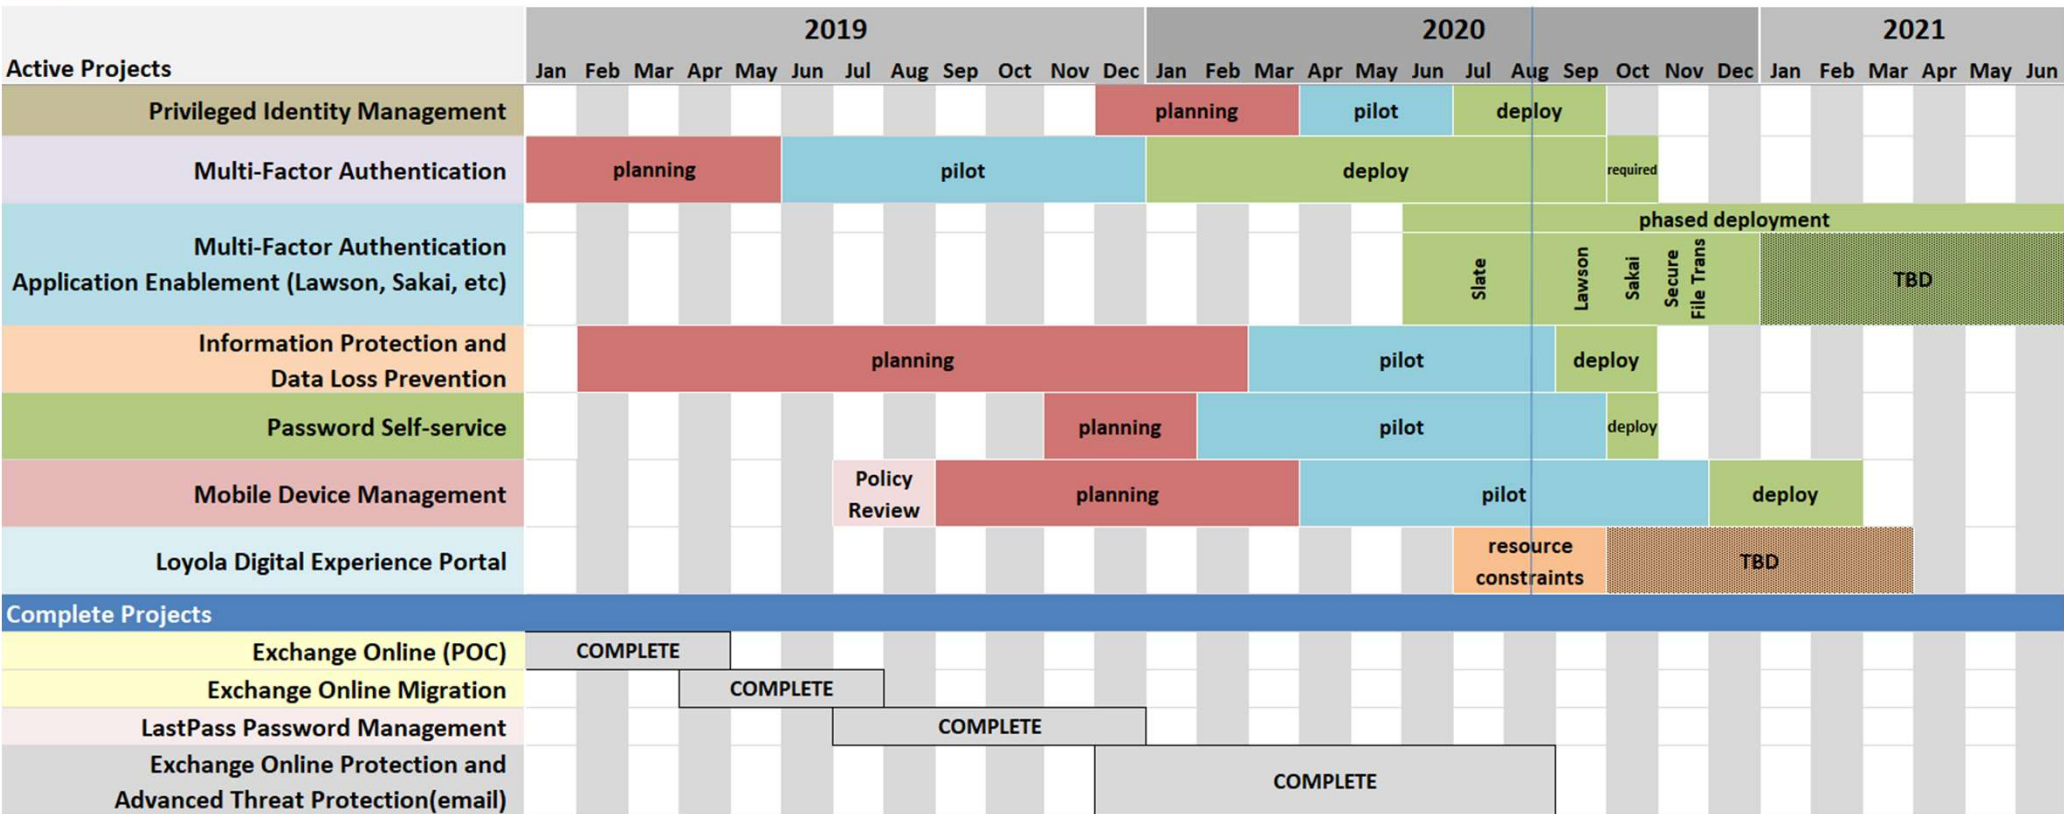 2019 2020 2021
Active Projects Jan Feb Mar Apr May Jun Jul Aug Sep Oct Nov Dec Jan Feb Mar Apr May Jun Jul Aug Sep Oct Nov Dec Jan Feb Mar Apr May Jun
Privileged Identity Management planning pilot deploy
Multi-Factor Authentication planning pilot deploy required
phased deployment
Multi-Factor Authentication
Application Enablement (Lawson, Sakai, etc)
Slate
Lawson
Sakai
Secure
File Trans
TBD
Information Protection and
Data Loss Prevention
planning pilot deploy
Password Self-service planning pilot deploy
Mobile Device Management
Policy
Review
planning pilot deploy
Loyola Digital Experience Portal
resource
constraints
TBD
Complete Projects
Exchange Online (POC) COMPLETE
Exchange Online Migration COMPLETE
LastPass Password Management COMPLETE
Exchange Online Protection and
Advanced Threat Protection(email)
COMPLETE